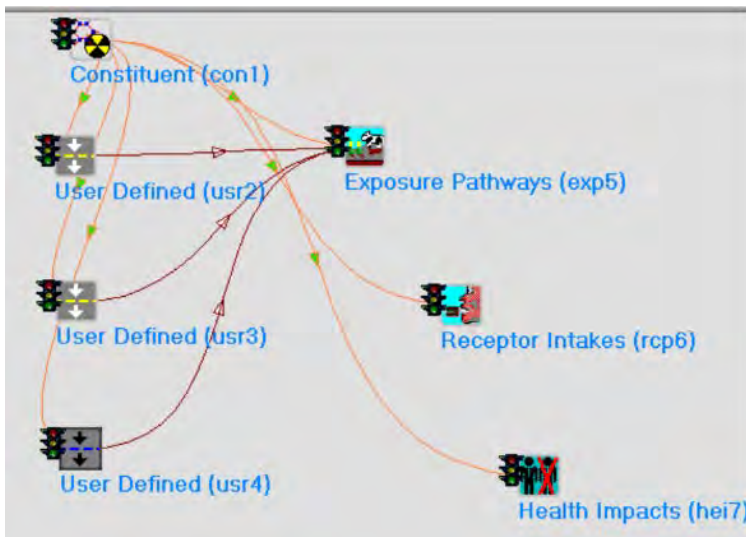 Constituent (con1)
User Defined (usr2)
Exposure Pathways (exp5)
User Defined (usr3)
Receptor Intakes (rcp6)
User Defined (usr4)
Health Impacts (hei7)